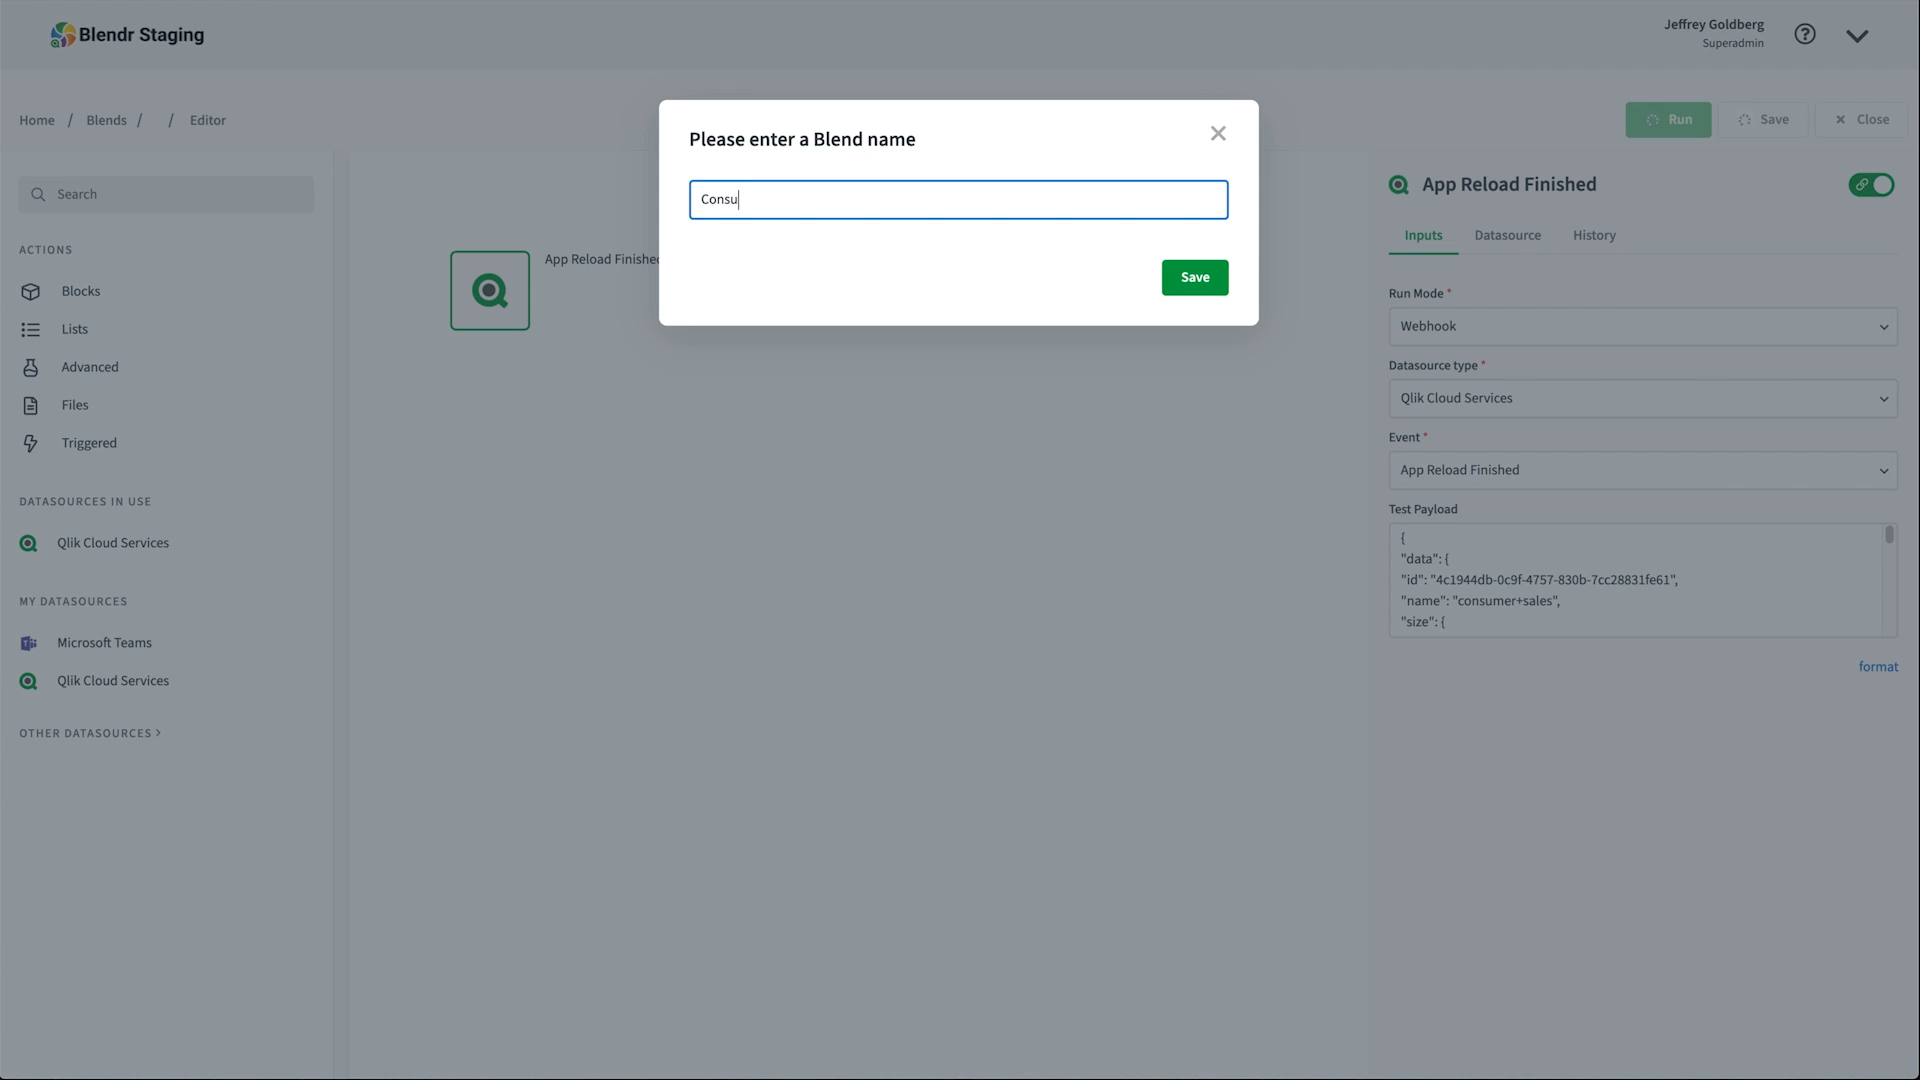 Blendr Staging
Jeffrey Goldberg
Superadmin
Home / Blends / / Editor
Run
Save
Close
Please enter a Blend name
Consu
Save
Search
ACTIONS
Blocks
Lists
Advanced
Files
Triggered
DATASOURCES IN USE
Qlik Cloud Services
MY DATASOURCES
Microsoft Teams
Qlik Cloud Services
OTHER DATASOURCES >
App Reload Finished
App Reload Finished
Inputs Datasource History
Run Mode *
Webhook
Datasource type *
Qlik Cloud Services
Event *
App Reload Finished
Test Payload
{
"data": {
"id": "4c1944db-0c9f-4757-830b-7cc28831fe61",
"name": "consumer+sales",
"size": {
format